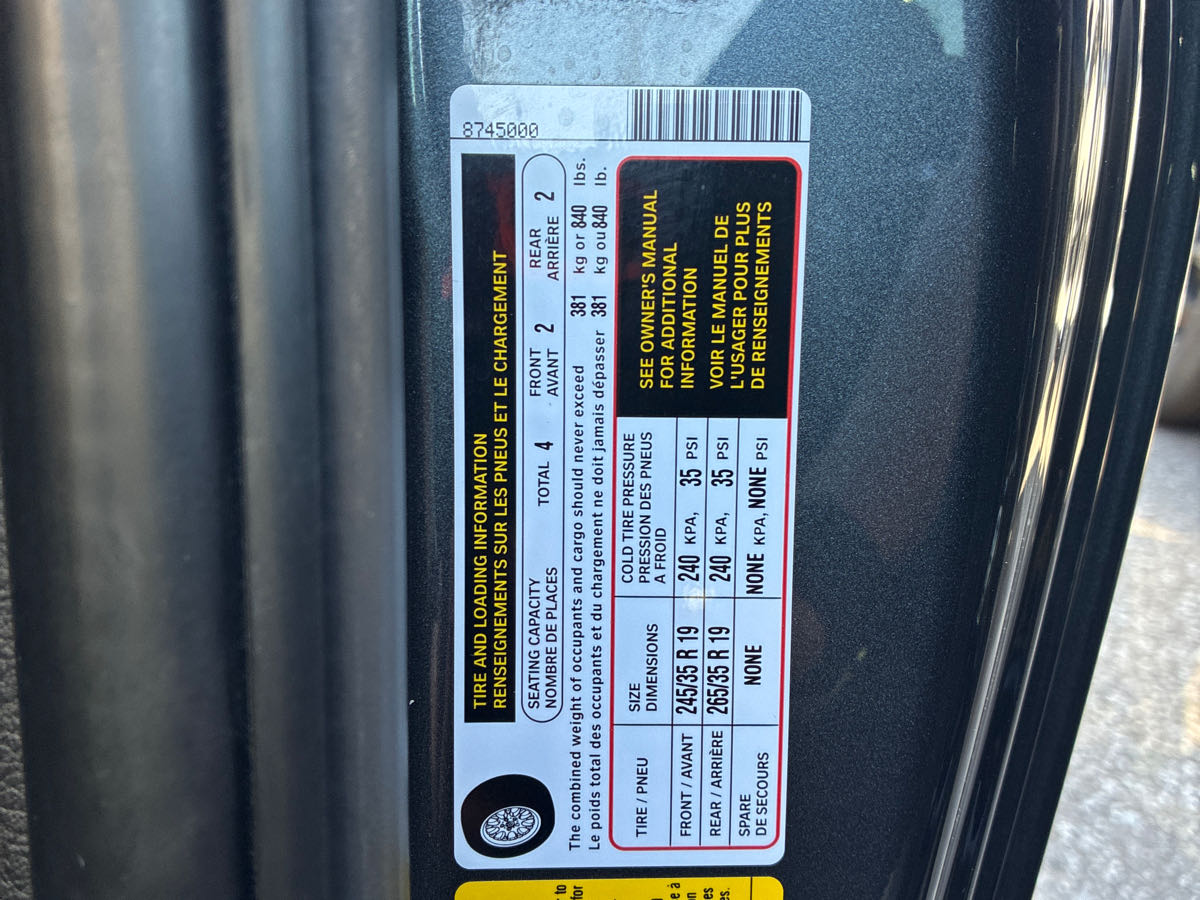 8745000
TIRE AND LOADING INFORMATION
RENSEIGNEMENTS SUR LES PNEUS ET LE CHARGEMENT
SEATING CAPACITY
NOMBRE DE PLACES
TOTAL 4
FRONT
AVANT 2
REAR
ARRIÈRE 2
The combined weight of occupants and cargo should never exceed 381 kg or 840 lbs.
Le poids total des occupants et du chargement ne doit jamais dépasser 381 kg ou 840 lb.
TIRE / PNEU
SIZE
DIMENSIONS
COLD TIRE PRESSURE
PRESSION DES PNEUS
A FROID
FRONT / AVANT 245/35 R 19 240 KPA, 35 PSI
REAR / ARRIÈRE 265/35 R 19 240 KPA, 35 PSI
SPARE
DE SECOURS
NONE NONE KPA, NONE PSI
SEE OWNER'S MANUAL
FOR ADDITIONAL
INFORMATION
VOIR LE MANUEL DE
L'USAGER POUR PLUS
DE RENSEIGNEMENTS
to
for
e à